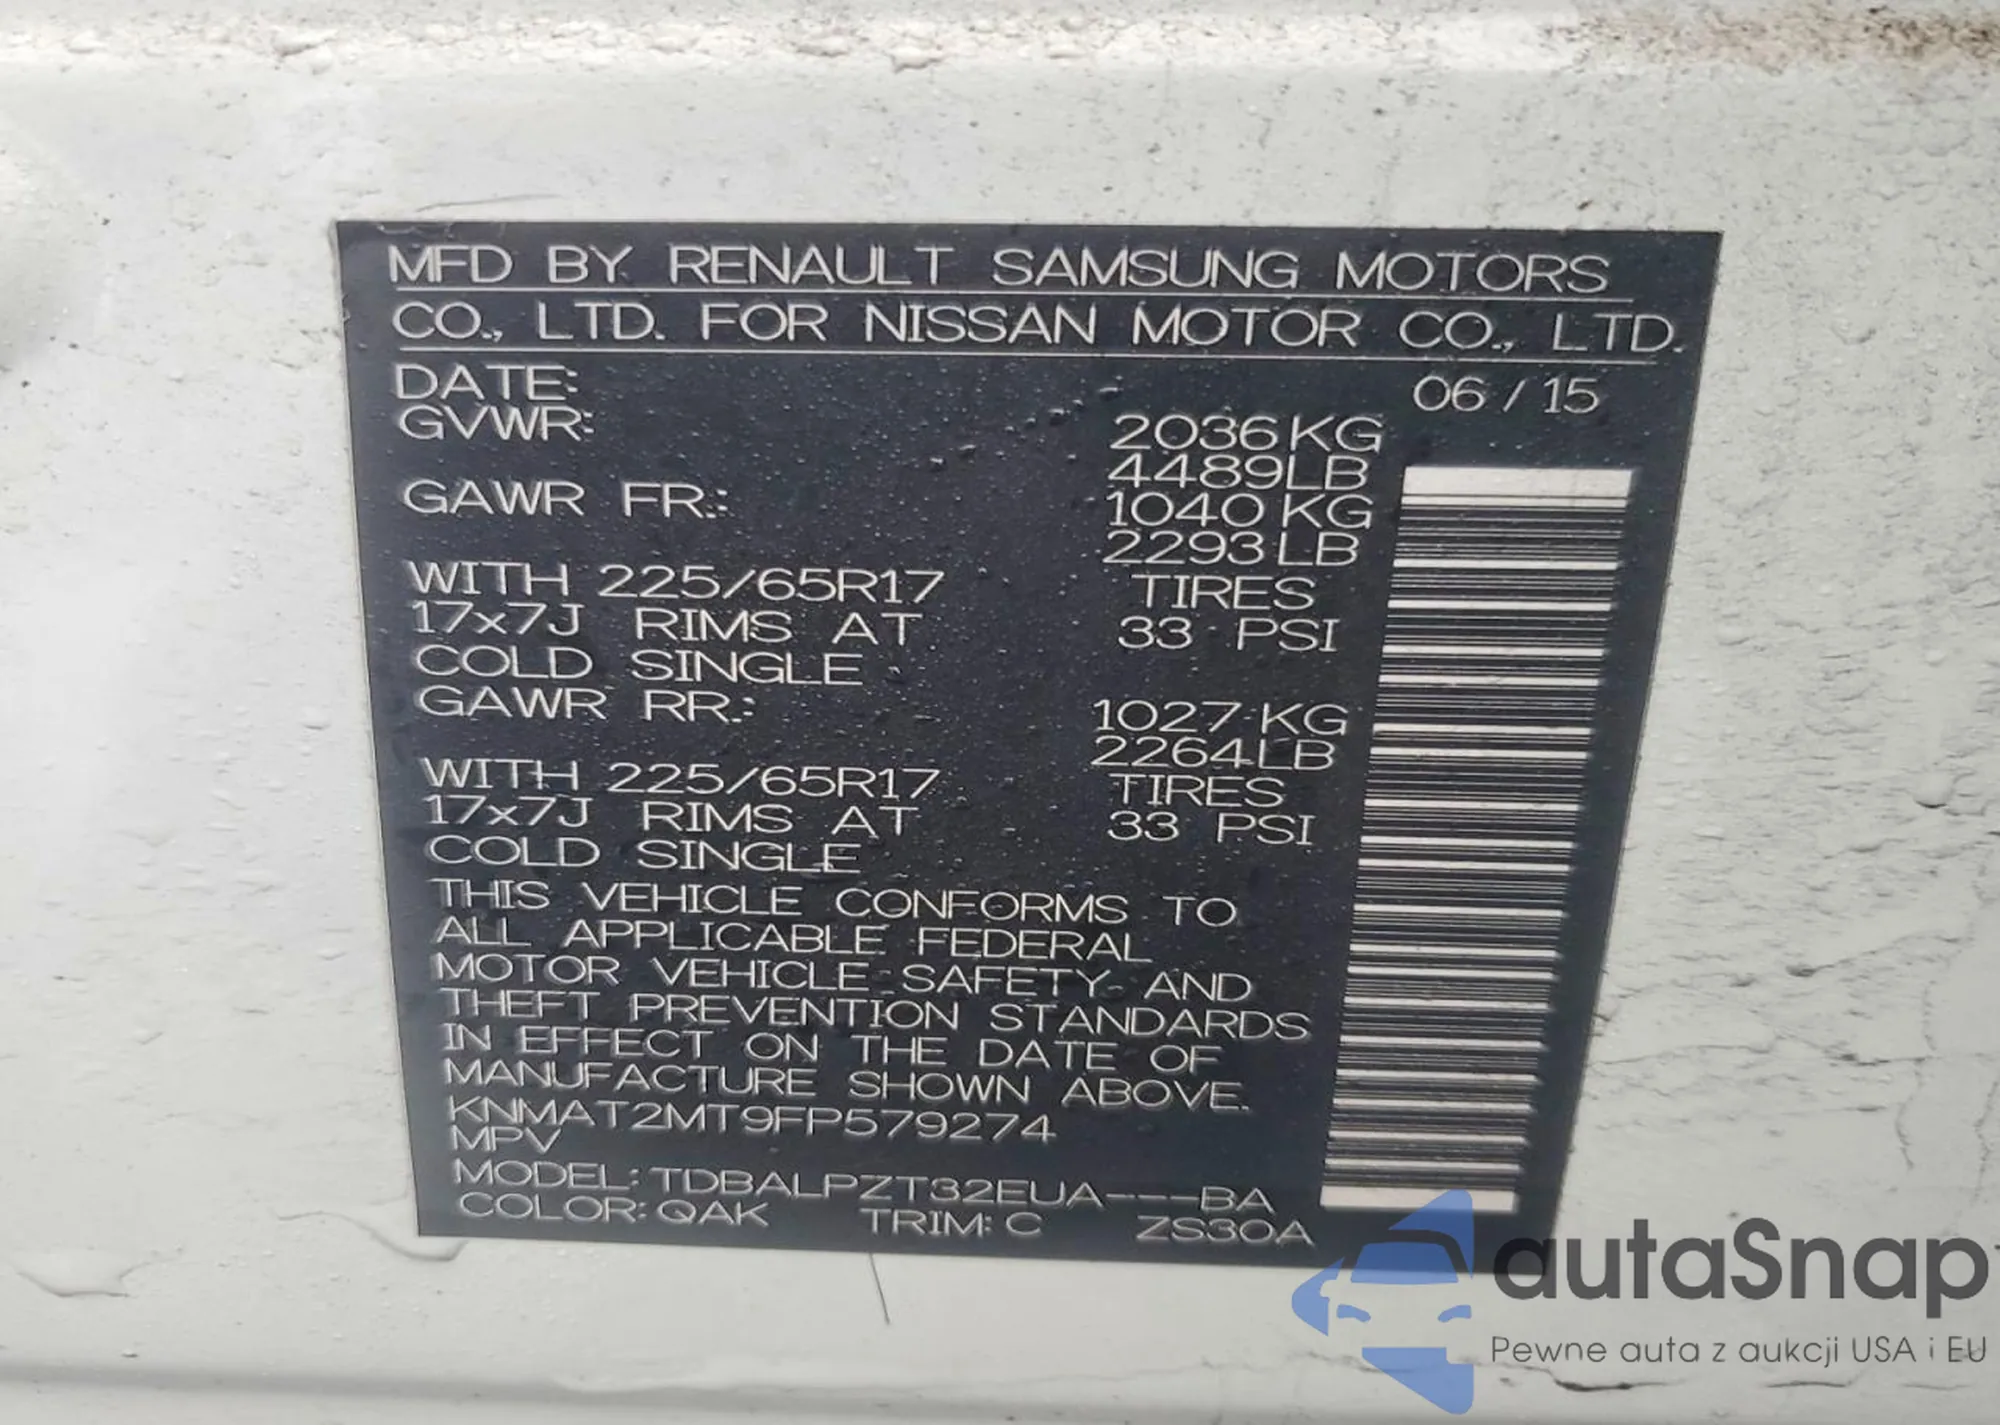 MFD BY RENAULT SAMSUNG MOTORS
CO., LTD. FOR NISSAN MOTOR CO., LTD.
DATE: 06 / 15
GVWR: 2036 KG
4489 LB
GAWR FR.: 1040 KG
2293 LB
WITH 225/65R17 TIRES
17x7J RIMS AT 33 PSI
COLD SINGLE
GAWR RR.: 1027 KG
2264 LB
WITH 225/65R17 TIRES
17x7J RIMS AT 33 PSI
COLD SINGLE
THIS VEHICLE CONFORMS TO
ALL APPLICABLE FEDERAL
MOTOR VEHICLE SAFETY AND
THEFT PREVENTION STANDARDS
IN EFFECT ON THE DATE OF
MANUFACTURE SHOWN ABOVE.
KNMAT2MT9FP579274
MPV
MODEL: TDBALPZT32EUA---BA
COLOR: QAK TRIM: C ZS30A
autaSnap
Pewne auta z aukcji USA i EU